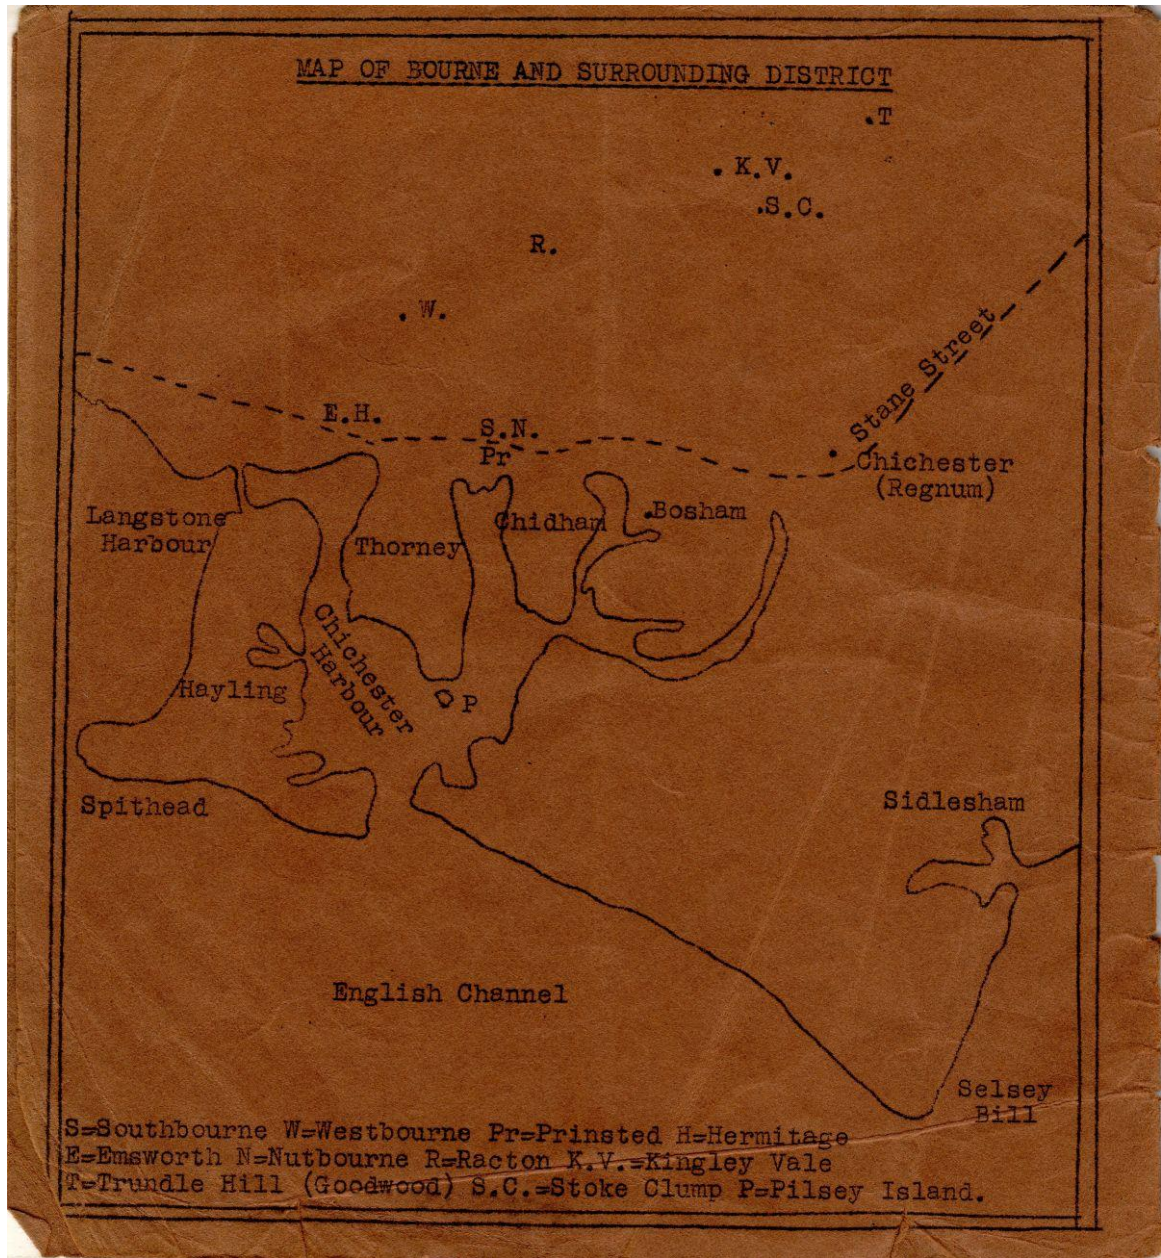 MAP OF BOURNE AND SURROUNDING DISTRICT
.T
. K.V.
.S.C.
R.
. W.
Stane Street
E.H.
S.N.
Pr
Chichester
(Regnum)
Langstone
Harbour
Thorney
Chidham
Bosham
Chichester
Harbour
Hayling
P
Spithead
Sidlesham
English Channel
Selsey
Bill
S=Southbourne W=Westbourne Pr=Prinsted H=Hermitage
E=Emsworth N=Nutbourne R=Racton K.V.=Kingley Vale
T=Trundle Hill (Goodwood) S.C.=Stoke Clump P=Pilsey Island.